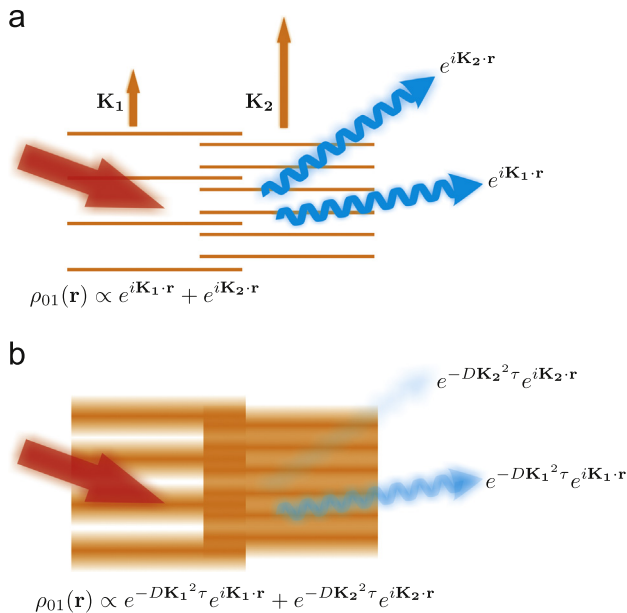 a
K₁
K₂
e^{iK₂·r}
e^{iK₁·r}
ρ₀₁(r) ∝ e^{iK₁·r} + e^{iK₂·r}
b
e^{-DK₂²τ}e^{iK₂·r}
e^{-DK₁²τ}e^{iK₁·r}
ρ₀₁(r) ∝ e^{-DK₁²τ}e^{iK₁·r} + e^{-DK₂²τ}e^{iK₂·r}